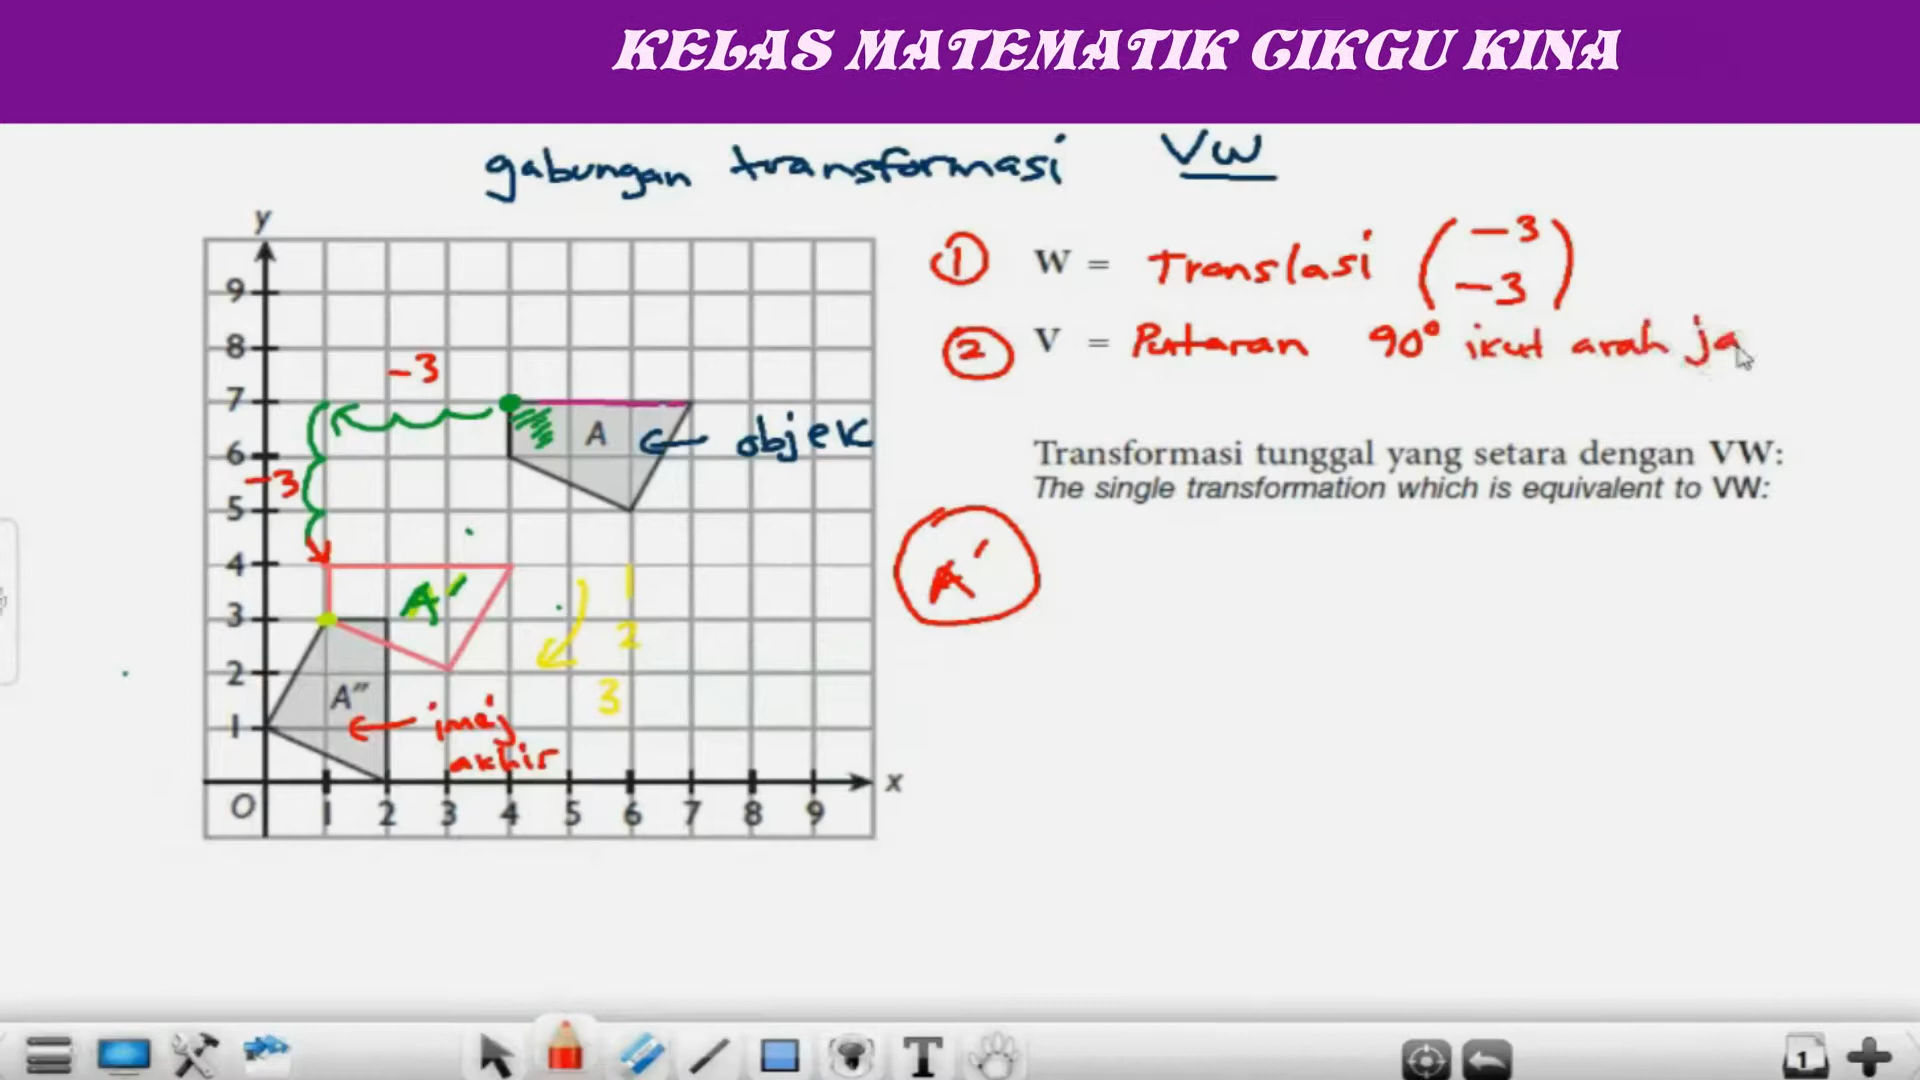 KELAS MATEMATIK CIKGU KINA
gabungan transformasi VW
y
① W = Translasi (-3 -3)
② V = Putaran 90° ikut arah ja
Transformasi tunggal yang setara dengan VW:
The single transformation which is equivalent to VW:
9
8
-3
7
A
objek
6
-3
5
4
A'
1
A'
3
2
2
A"
3
imej
1
akhir
O 1 2 3 4 5 6 7 8 9 x
T
1